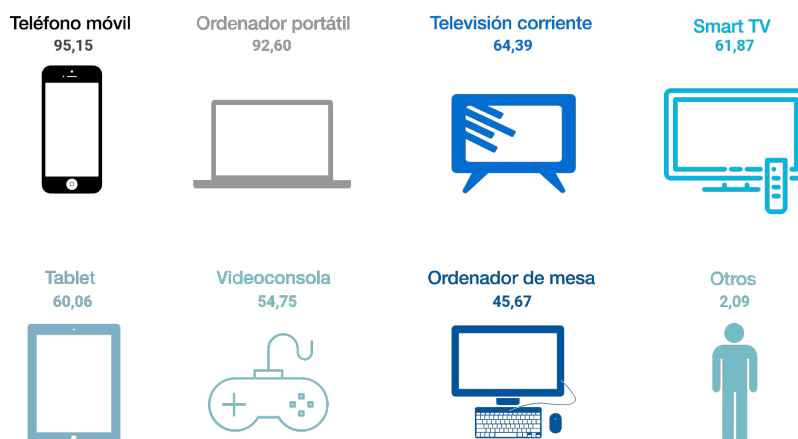 Teléfono móvil
95,15
Ordenador portátil
92,60
Televisión corriente
64,39
Smart TV
61,87
Tablet
60,06
Videoconsola
54,75
Ordenador de mesa
45,67
Otros
2,09